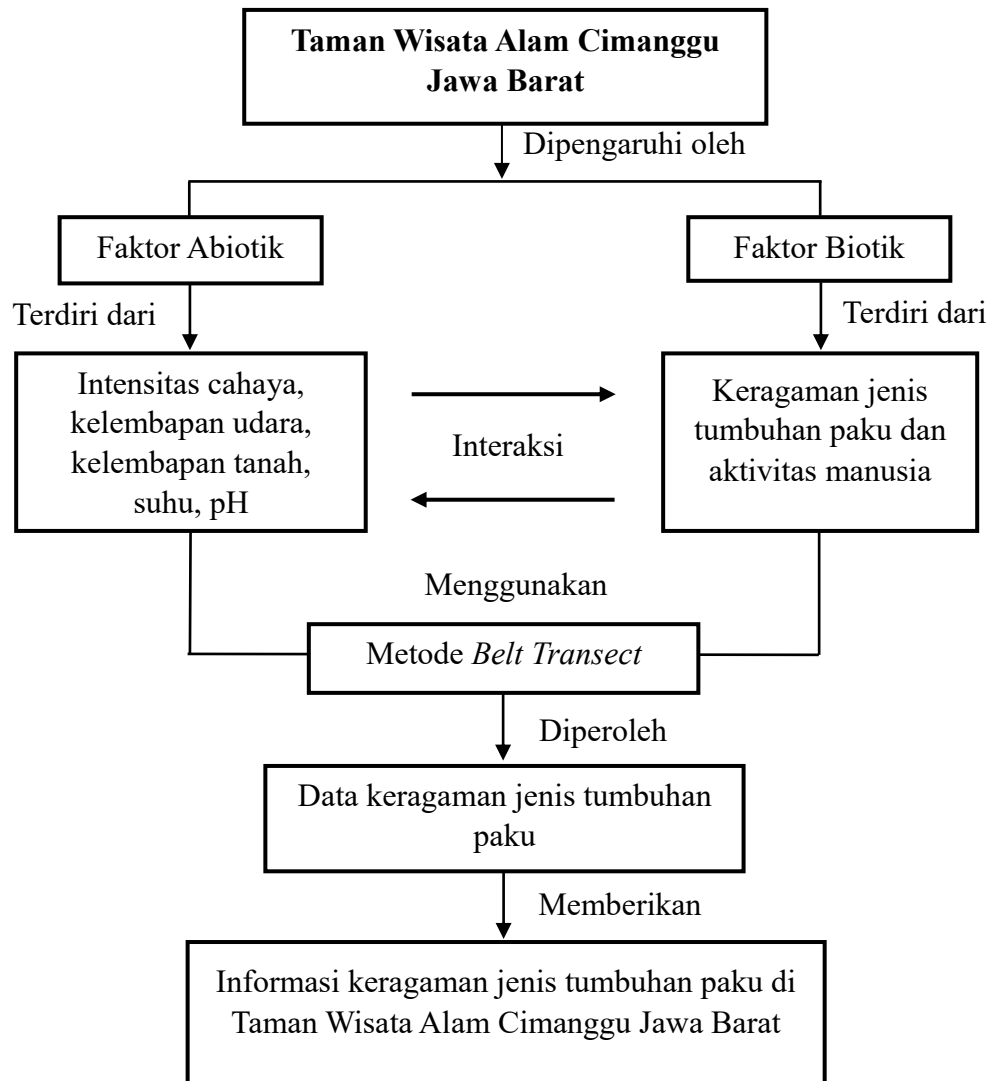 Taman Wisata Alam Cimanggu
Jawa Barat
Dipengaruhi oleh
Faktor Abiotik
Faktor Biotik
Terdiri dari
Terdiri dari
Intensitas cahaya,
kelembapan udara,
kelembapan tanah,
suhu, pH
Interaksi
Keragaman jenis
tumbuhan paku dan
aktivitas manusia
Menggunakan
Metode Belt Transect
Diperoleh
Data keragaman jenis tumbuhan
paku
Memberikan
Informasi keragaman jenis tumbuhan paku di
Taman Wisata Alam Cimanggu Jawa Barat